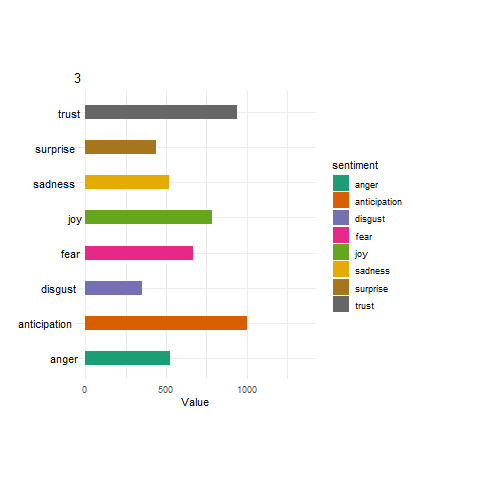 3
trust
surprise
sadness
joy
fear
disgust
anticipation
anger
0 500 1000
Value
sentiment
anger
anticipation
disgust
fear
joy
sadness
surprise
trust